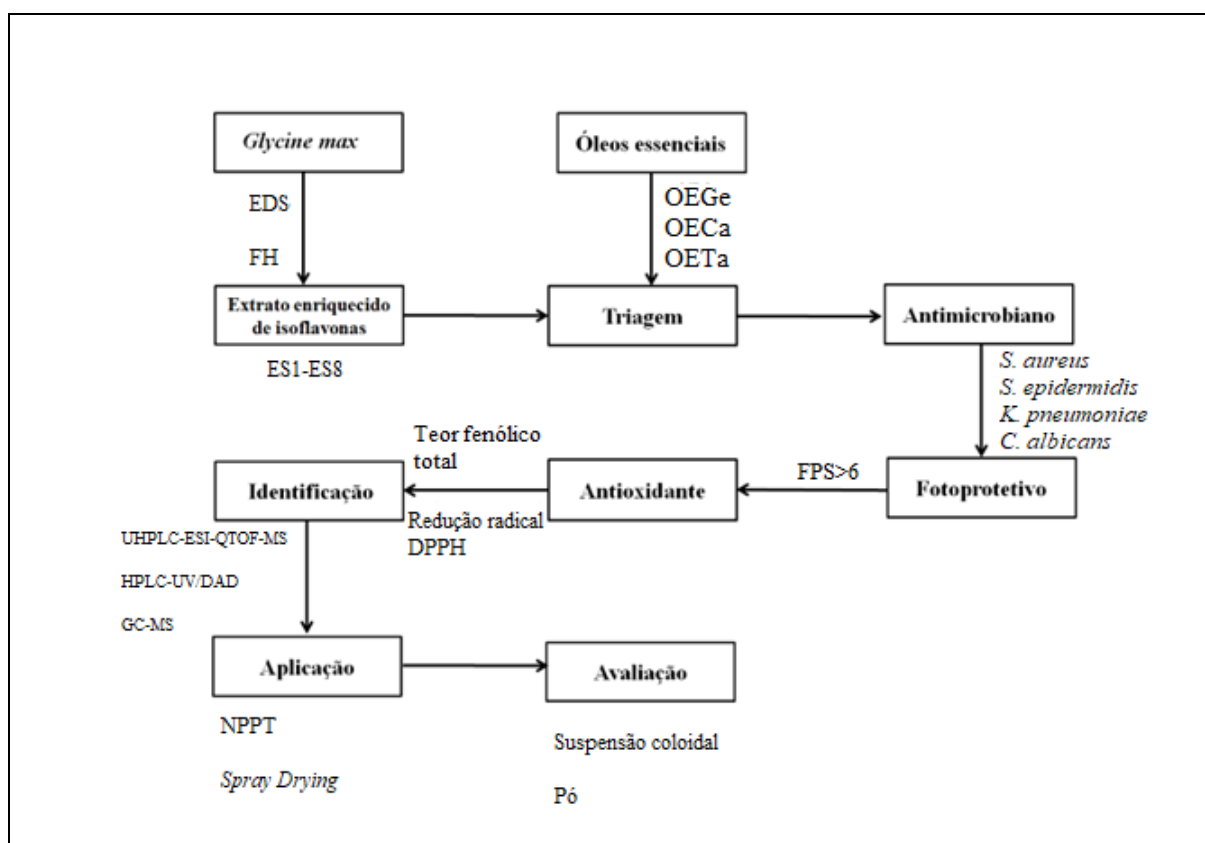 Glycine max
Óleos essenciais
EDS
FH
OEGe
OECa
OETa
Extrato enriquecido
de isoflavonas
Triagem
Antimicrobiano
ES1-ES8
S. aureus
S. epidermidis
K. pneumoniae
C. albicans
Fotoprotetivo
FPS>6
Antioxidante
Teor fenólico
total
Redução radical
DPPH
Identificação
UHPLC-ESI-QTOF-MS
HPLC-UV/DAD
GC-MS
Aplicação
Avaliação
NPPT
Spray Drying
Suspensão coloidal
Pó